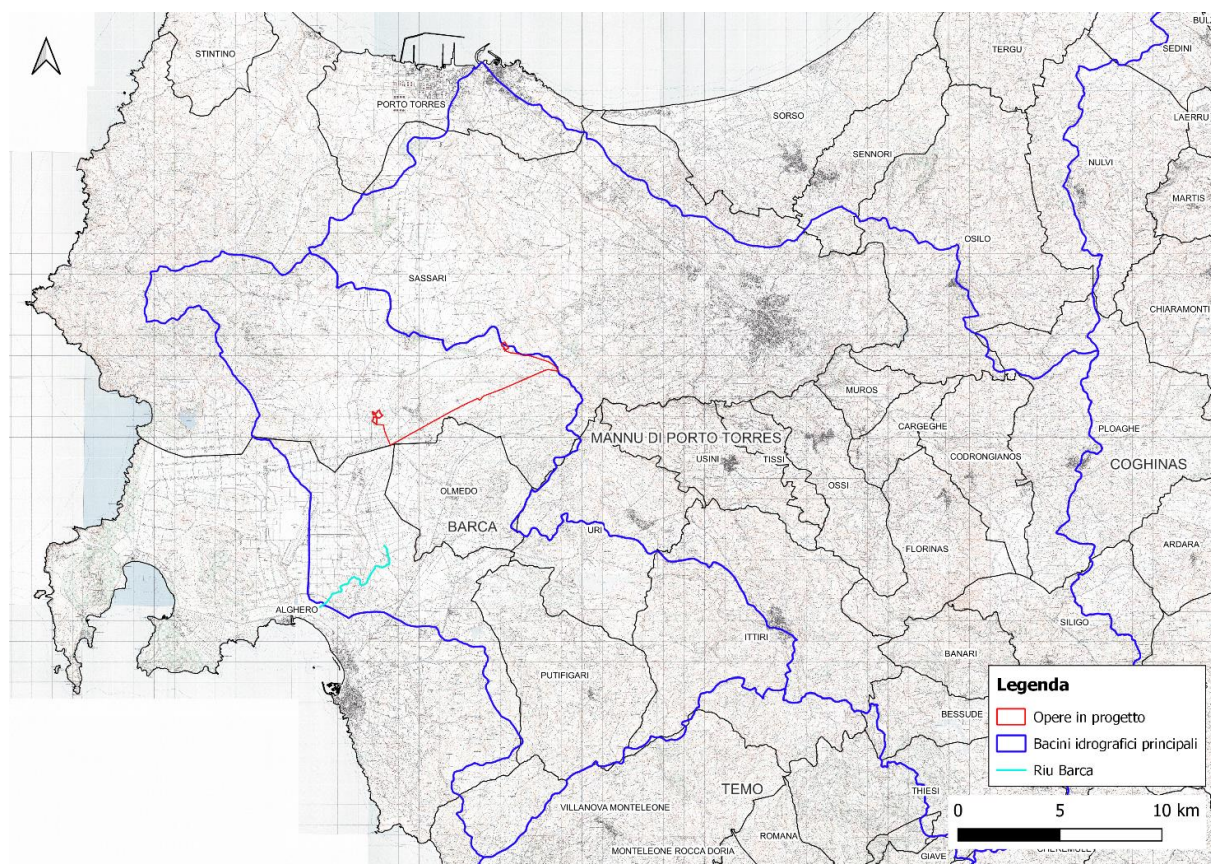 BUL
SEDINI
STINTINO
TERGU
PORTO TORRES
LAERRU
SORSO
SENNORI
NULVI
MARTIS
OSILO
SASSARI
CHIARAMONTI
MUROS
CARGEGHE
PLOAGHE
MANNU DI PORTO TORRES
USINI
TISSI
CODRONGIANOS
COGHINAS
OSSI
OLMEDO
BARCA
URI
FLORINAS
ARDARA
ALGHERO
SILIGO
ITTIRI
BANARI
PUTIFIGARI
BESSUDE
Legenda
Opere in progetto
Bacini idrografici principali
Riu Barca
TEMO
THIESI
VILLANOVA MONTELEONE
0 5 10 km
ROMANA
MONTELEONE ROCCA DORIA
GIAVE
CHEREMULE